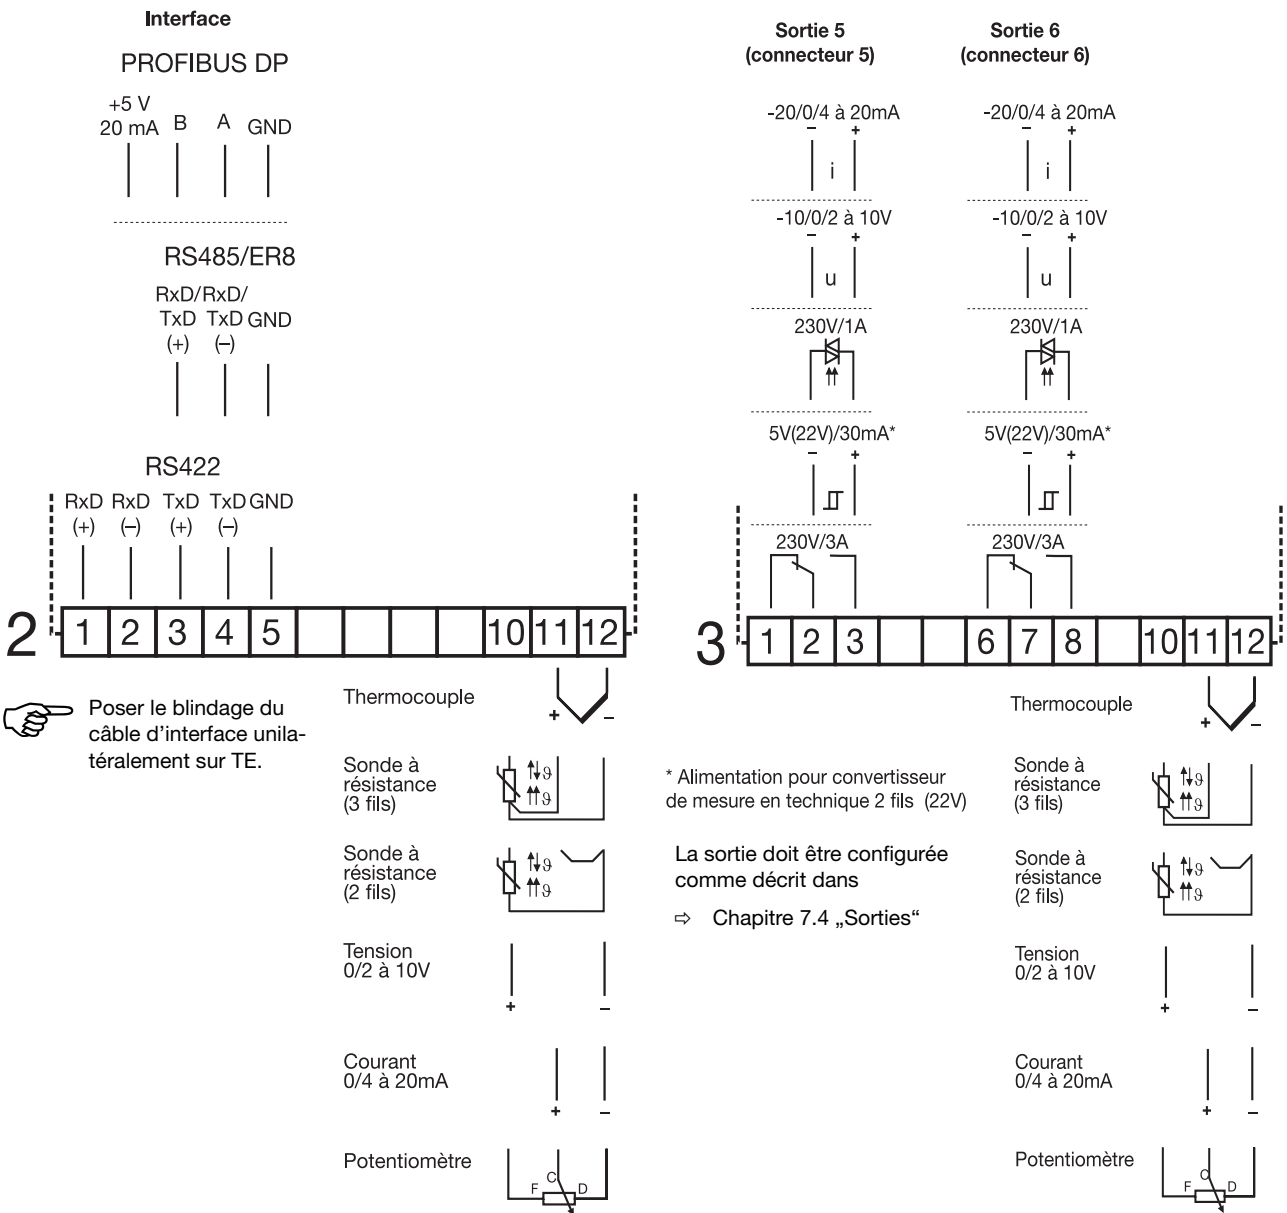 Interface
PROFIBUS DP
+5 V
20 mA B A GND
RS485/ER8
RxD/RxD/
TxD TxD GND
(+) (–)
RS422
RxD RxD TxD TxD GND
(+) (–) (+) (–)
2 1 2 3 4 5 10 11 12
Poser le blindage du
câble d’interface unila-
téralement sur TE.
Thermocouple
+ –
Sonde à
résistance
(3 fils)
ϑ
ϑ
Sonde à
résistance
(2 fils)
ϑ
ϑ
Tension
0/2 à 10V
+ –
Courant
0/4 à 20mA
+ –
Potentiomètre
F C D
Sortie 5
(connecteur 5)
-20/0/4 à 20mA
– +
i
-10/0/2 à 10V
– +
u
230V/1A
5V(22V)/30mA*
– +
230V/3A
Sortie 6
(connecteur 6)
-20/0/4 à 20mA
– +
i
-10/0/2 à 10V
– +
u
230V/1A
5V(22V)/30mA*
– +
230V/3A
3 1 2 3 6 7 8 10 11 12
* Alimentation pour convertisseur
de mesure en technique 2 fils (22V)
La sortie doit être configurée
comme décrit dans
⇨ Chapitre 7.4 „Sorties“
Thermocouple
+ –
Sonde à
résistance
(3 fils)
ϑ
ϑ
Sonde à
résistance
(2 fils)
ϑ
ϑ
Tension
0/2 à 10V
+ –
Courant
0/4 à 20mA
+ –
Potentiomètre
F C D